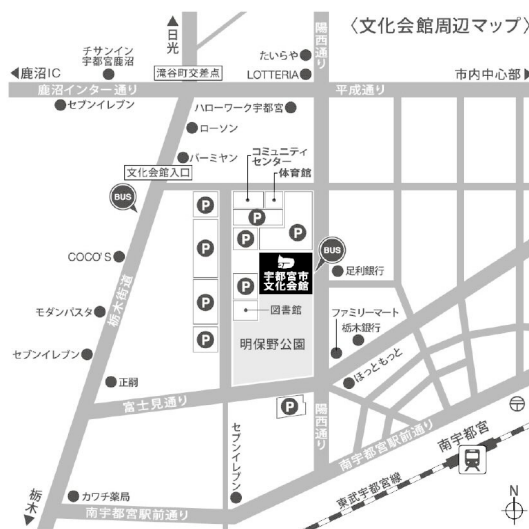 〈文化会館周辺マップ〉
▲日光
陽西通り
たいらや
LOTTERIA
チサンイン
宇都宮鹿沼
◀鹿沼IC
滝谷町交差点
市内中心部▶
鹿沼インター通り
平成通り
セブンイレブン
ハローワーク宇都宮
ローソン
コミュニティ
センター
体育館
バーミヤン
文化会館入口
BUS
P
P
P
P
P
BUS
COCO'S
宇都宮市
文化会館
足利銀行
P
P
栃木街道
モダンパスタ
図書館
ファミリーマート
栃木銀行
P
セブンイレブン
明保野公園
ほっともっと
正嗣
富士見通り
P
陽西通り
南宇都宮駅前通り
南宇都宮
セブンイレブン
東武宇都宮線
カワチ薬局
南宇都宮駅前通り
栃木▼
N